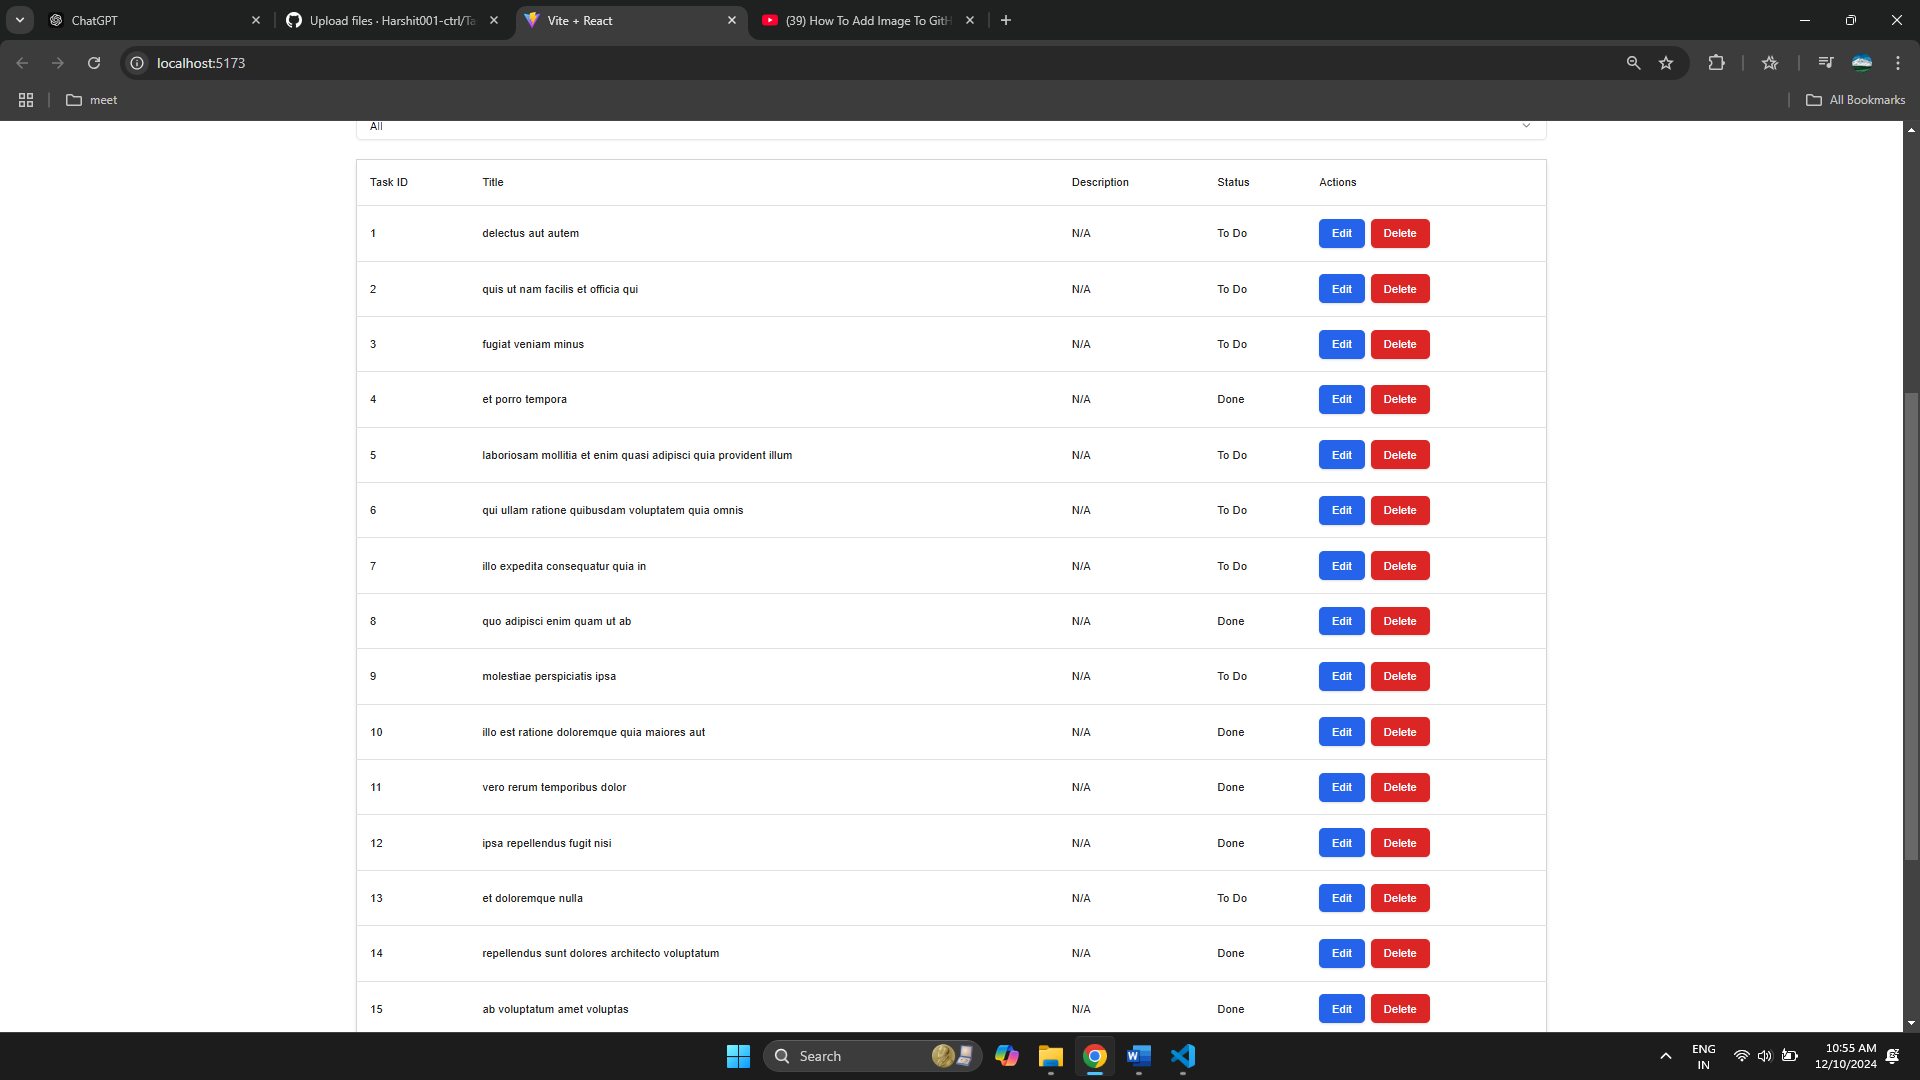 ChatGPT
Upload files · Harshit001-ctrl/Ta
Vite + React
(39) How To Add Image To GitH
localhost:5173
meet
All Bookmarks
All
Task ID Title Description Status Actions
1 delectus aut autem N/A To Do Edit Delete
2 quis ut nam facilis et officia qui N/A To Do Edit Delete
3 fugiat veniam minus N/A To Do Edit Delete
4 et porro tempora N/A Done Edit Delete
5 laboriosam mollitia et enim quasi adipisci quia provident illum N/A To Do Edit Delete
6 qui ullam ratione quibusdam voluptatem quia omnis N/A To Do Edit Delete
7 illo expedita consequatur quia in N/A To Do Edit Delete
8 quo adipisci enim quam ut ab N/A Done Edit Delete
9 molestiae perspiciatis ipsa N/A To Do Edit Delete
10 illo est ratione doloremque quia maiores aut N/A Done Edit Delete
11 vero rerum temporibus dolor N/A Done Edit Delete
12 ipsa repellendus fugit nisi N/A Done Edit Delete
13 et doloremque nulla N/A To Do Edit Delete
14 repellendus sunt dolores architecto voluptatum N/A Done Edit Delete
15 ab voluptatum amet voluptas N/A Done Edit Delete
Search
ENG
IN
10:55 AM
12/10/2024